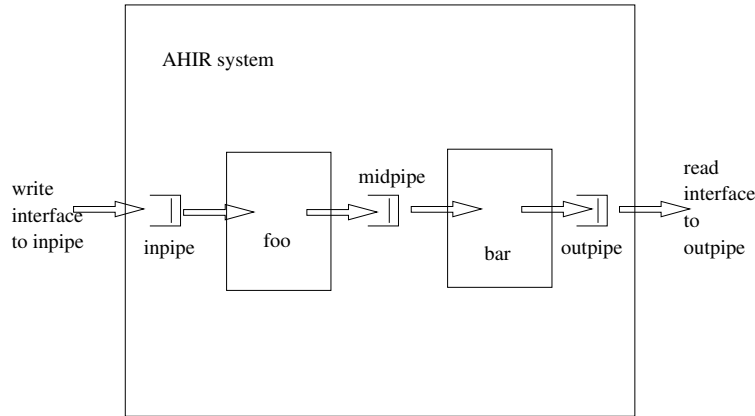 AHIR system
write
interface
to inpipe
inpipe
foo
midpipe
bar
outpipe
read
interface
to
outpipe